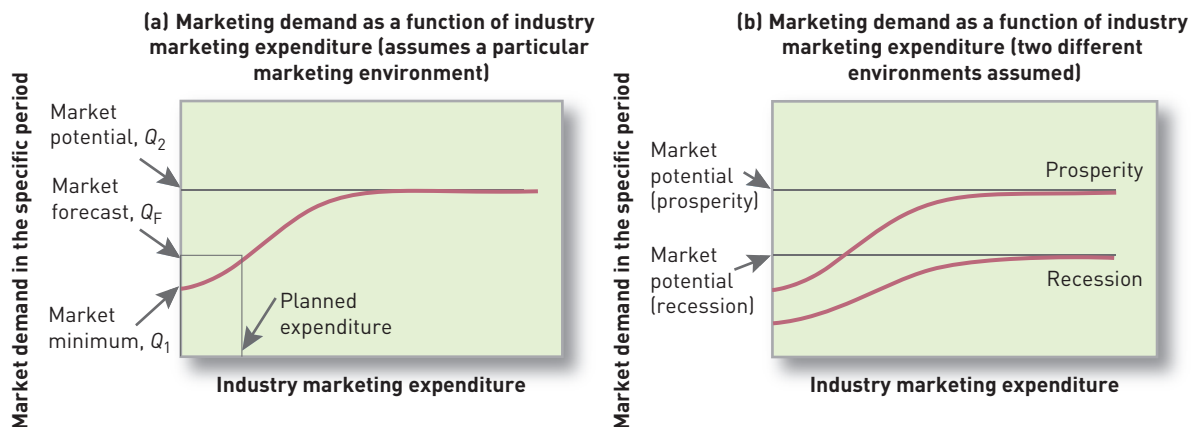 (a) Marketing demand as a function of industry
marketing expenditure (assumes a particular
marketing environment)
Market demand in the specific period
Market
potential, Q2
Market
forecast, QF
Market
minimum, Q1
Planned
expenditure
Industry marketing expenditure
(b) Marketing demand as a function of industry
marketing expenditure (two different
environments assumed)
Market demand in the specific period
Market
potential
(prosperity)
Market
potential
(recession)
Prosperity
Recession
Industry marketing expenditure